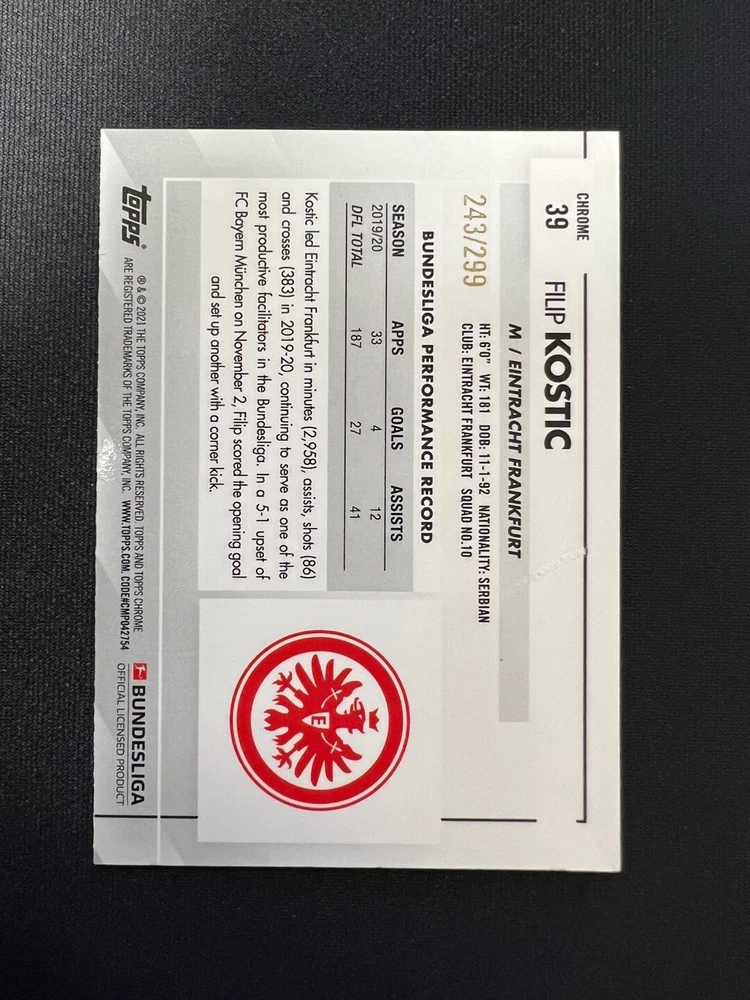 CHROME
39
FILIP KOSTIC
M / EINTRACHT FRANKFURT
243/299
HT: 6'0" WT: 181 DOB: 11-1-92 NATIONALITY: SERBIAN
CLUB: EINTRACHT FRANKFURT SQUAD NO.10
BUNDESLIGA PERFORMANCE RECORD
SEASON APPS GOALS ASSISTS
2019/20 33 4 12
DFL TOTAL 187 27 41
Kostic led Eintracht Frankfurt in minutes (2,958), assists, shots (86)
and crosses (383) in 2019-20, continuing to serve as one of the
most productive facilitators in the Bundesliga. In a 5-1 upset of
FC Bayern München on November 2, Filip scored the opening goal
and set up another with a corner kick.
E
topps®
® & © 2021 THE TOPPS COMPANY, INC. ALL RIGHTS RESERVED. TOPPS AND TOPPS CHROME
ARE REGISTERED TRADEMARKS OF THE TOPPS COMPANY, INC. WWW.TOPPS.COM. CODE#CMP042754
BUNDESLIGA
OFFICIAL LICENSED PRODUCT